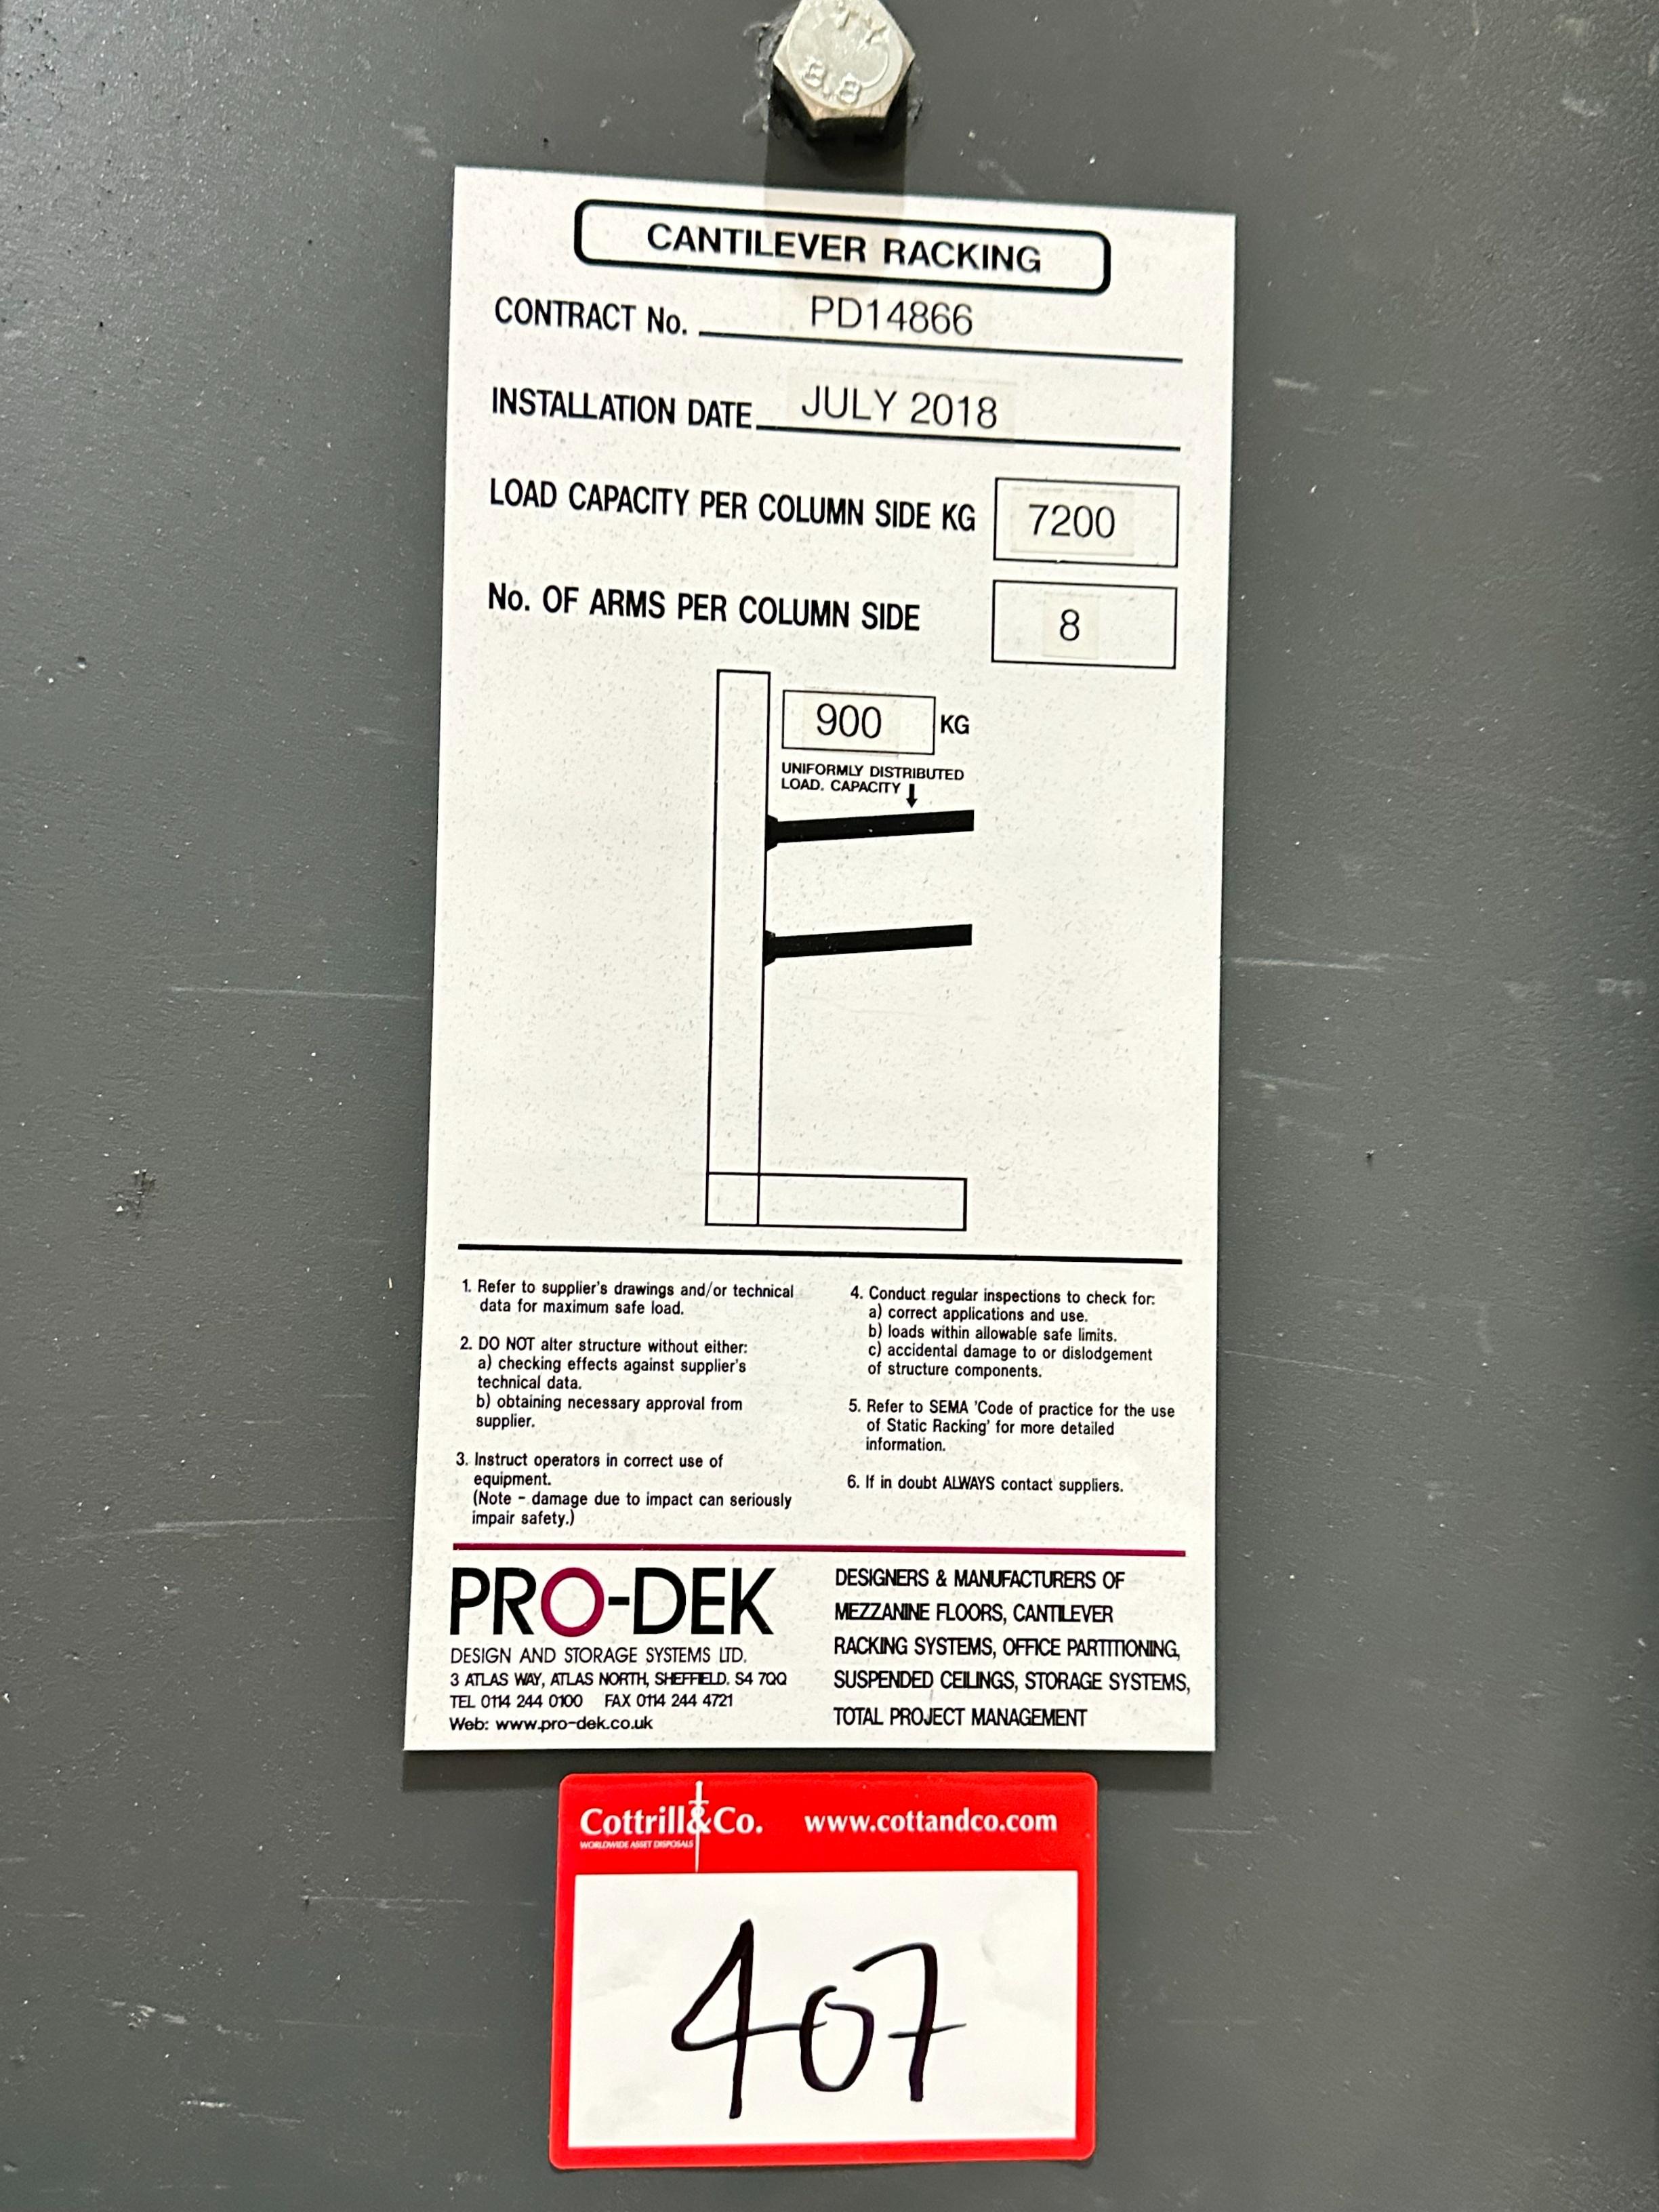 TY
8.8
CANTILEVER RACKING
CONTRACT No. PD14866
INSTALLATION DATE JULY 2018
LOAD CAPACITY PER COLUMN SIDE KG 7200
No. OF ARMS PER COLUMN SIDE 8
900 KG
UNIFORMLY DISTRIBUTED
LOAD. CAPACITY
1. Refer to supplier's drawings and/or technical
data for maximum safe load.
2. DO NOT alter structure without either:
a) checking effects against supplier's
technical data.
b) obtaining necessary approval from
supplier.
3. Instruct operators in correct use of
equipment.
(Note - damage due to impact can seriously
impair safety.)
4. Conduct regular inspections to check for:
a) correct applications and use.
b) loads within allowable safe limits.
c) accidental damage to or dislodgement
of structure components.
5. Refer to SEMA 'Code of practice for the use
of Static Racking' for more detailed
information.
6. If in doubt ALWAYS contact suppliers.
PRO-DEK
DESIGN AND STORAGE SYSTEMS LTD.
3 ATLAS WAY, ATLAS NORTH, SHEFFIELD. S4 7QQ
TEL 0114 244 0100 FAX 0114 244 4721
Web: www.pro-dek.co.uk
DESIGNERS & MANUFACTURERS OF
MEZZANINE FLOORS, CANTILEVER
RACKING SYSTEMS, OFFICE PARTITIONING,
SUSPENDED CEILINGS, STORAGE SYSTEMS,
TOTAL PROJECT MANAGEMENT
Cottrill&Co. www.cottandco.com
WORLDWIDE ASSET DISPOSALS
407